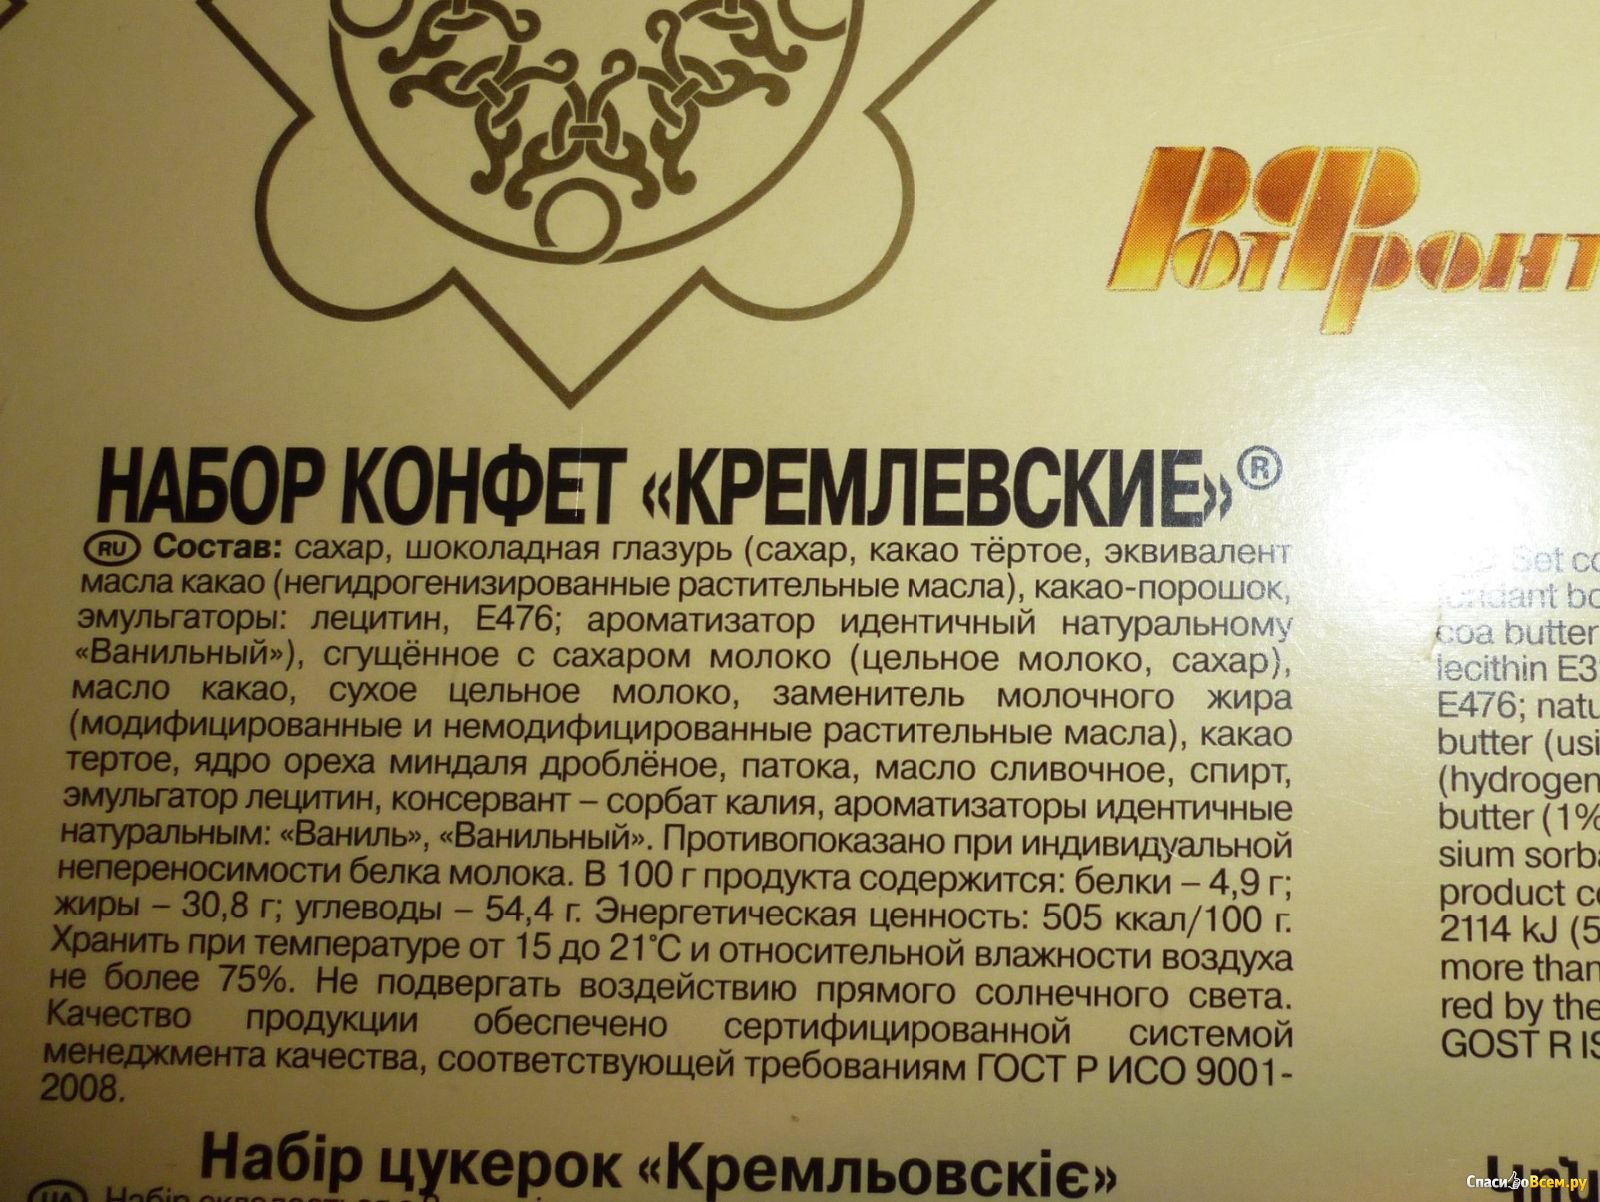 Рот Фронт
НАБОР КОНФЕТ «КРЕМЛЕВСКИЕ»®
RU Состав: сахар, шоколадная глазурь (сахар, какао тёртое, эквивалент
масла какао (негидрогенизированные растительные масла), какао-порошок,
эмульгаторы: лецитин, Е476; ароматизатор идентичный натуральному
«Ванильный»), сгущённое с сахаром молоко (цельное молоко, сахар),
масло какао, сухое цельное молоко, заменитель молочного жира
(модифицированные и немодифицированные растительные масла), какао
тертое, ядро ореха миндаля дроблёное, патока, масло сливочное, спирт,
эмульгатор лецитин, консервант – сорбат калия, ароматизаторы идентичные
натуральным: «Ваниль», «Ванильный». Противопоказано при индивидуальной
непереносимости белка молока. В 100 г продукта содержится: белки – 4,9 г;
жиры – 30,8 г; углеводы – 54,4 г. Энергетическая ценность: 505 ккал/100 г.
Хранить при температуре от 15 до 21°С и относительной влажности воздуха
не более 75%. Не подвергать воздействию прямого солнечного света.
Качество продукции обеспечено сертифицированной системой
менеджмента качества, соответствующей требованиям ГОСТ Р ИСО 9001-
2008.
Набір цукерок «Кремльовскіє»
UA Набір
Set
coa butter
lecithin
E476;
butter
butter (1%
product
2114 kJ
more than
red by the
GOST R
СпасибоВсем.ру